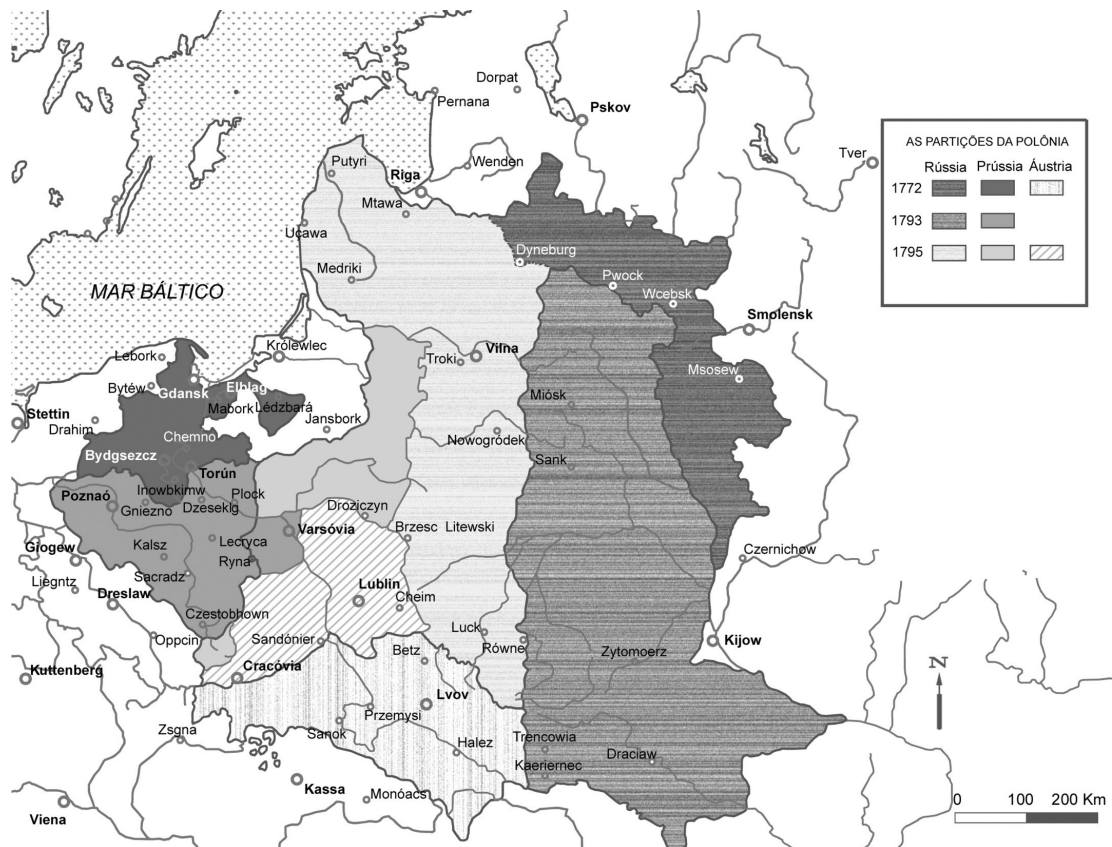 Dorpat
Pernana
Pskov
Tver
AS PARTIÇÕES DA POLÔNIA
Rússia Prússia Áustria
1772
1793
1795
Putyri
Wenden
Riga
Mtawa
Uçawa
Dyneburg
Medriki
Pwock
Wcebsk
MAR BÁLTICO
Smolensk
Królewlec
Lebork
Troki
Vilna
Msosew
Bytéw
Gdansk
Elblag
Mabork
Lédzbará
Miósk
Stettin
Drahim
Jansbork
Chemno
Nowogródek
Bydgsezcz
Torún
Sank
Inowbkimw
Plock
Poznaó
Gniezno
Dzeseklg
Droziczyn
Varsóvia
Brzesc
Litewski
Lecryca
Giogew
Kalsz
Ryna
Czernichow
Liegntz
Sacradz
Dreslaw
Lublin
Cheim
Czestobhown
Luck
Oppcin
Sandónier
Betz
Równe
Kijow
Zytomoerz
Kuttenberg
Cracóvia
Lvov
N
Przemysi
Zsgna
Sanok
Halez
Trencowia
Draciaw
Kaeriernec
Kassa
Monóacs
Viena
0 100 200 Km